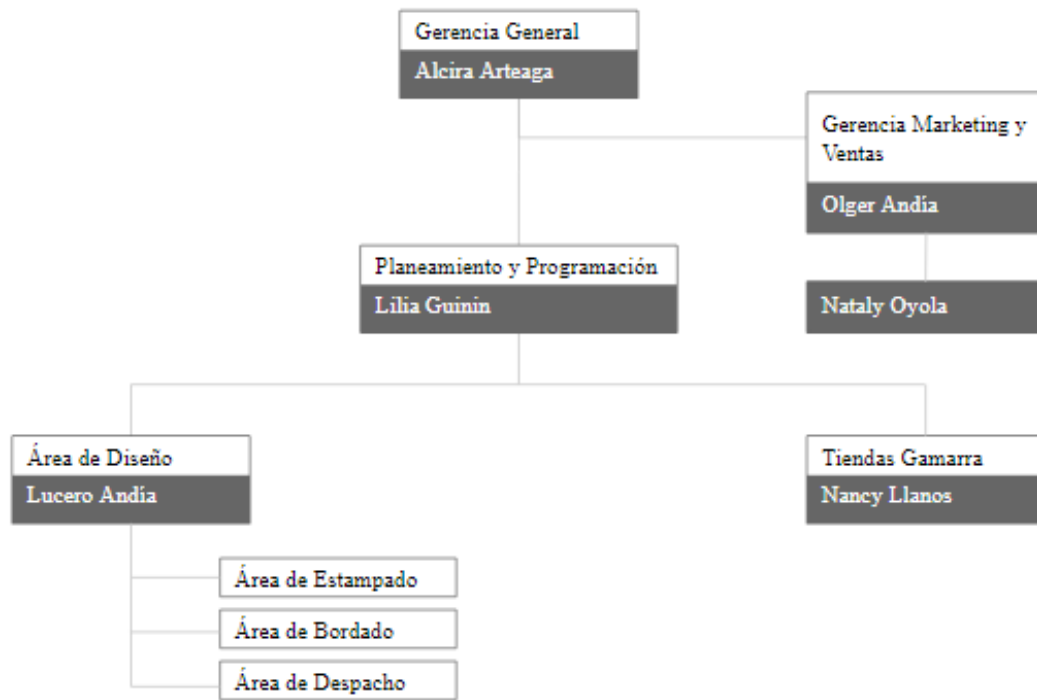 Gerencia General
Alcira Arteaga
Gerencia Marketing y
Ventas
Olger Andía
Nataly Oyola
Planeamiento y Programación
Lilia Guinin
Área de Diseño
Lucero Andía
Tiendas Gamarra
Nancy Llanos
Área de Estampado
Área de Bordado
Área de Despacho